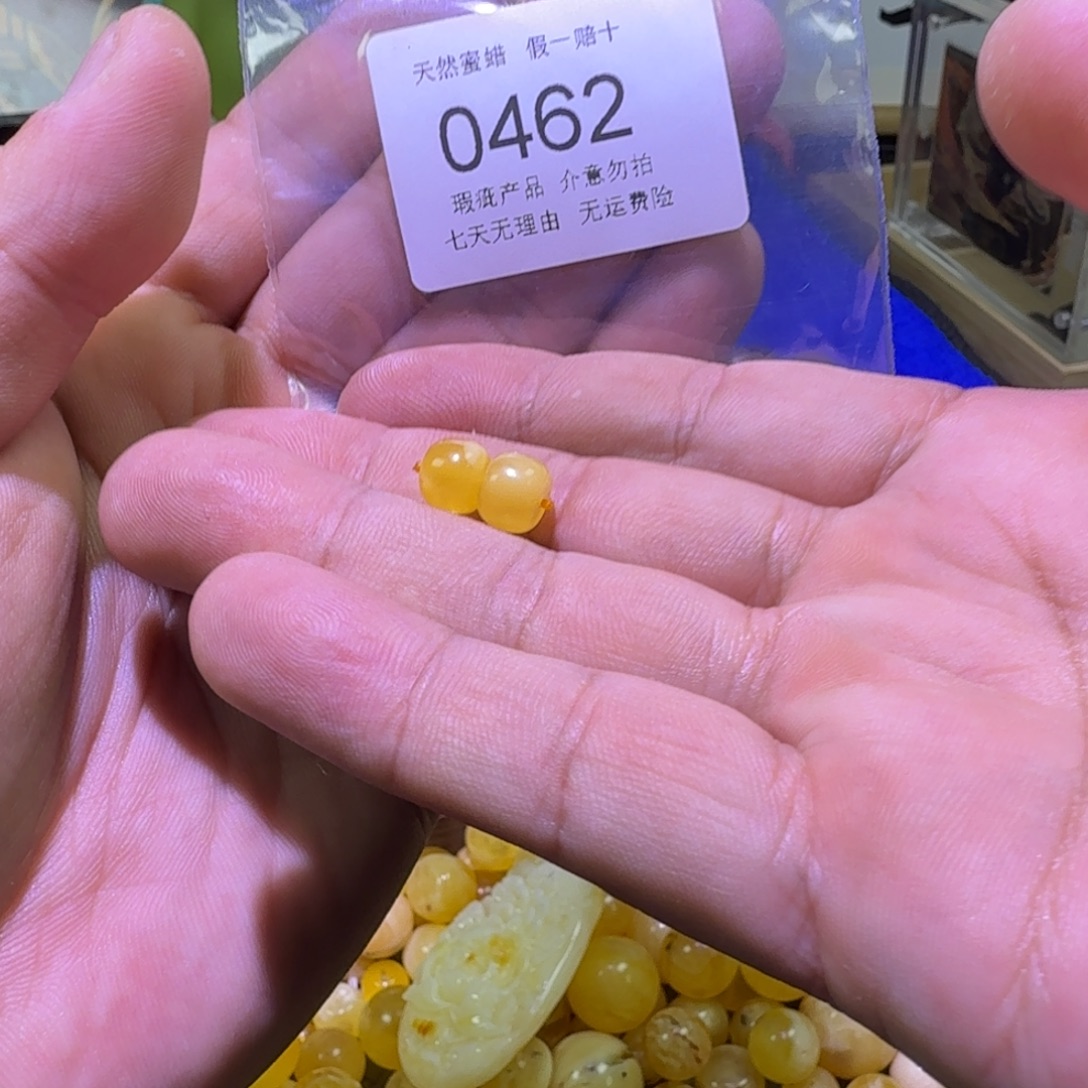 天然蜜蜡 假一赔十
0462
瑕疵产品 介意勿拍
七天无理由 无运费险